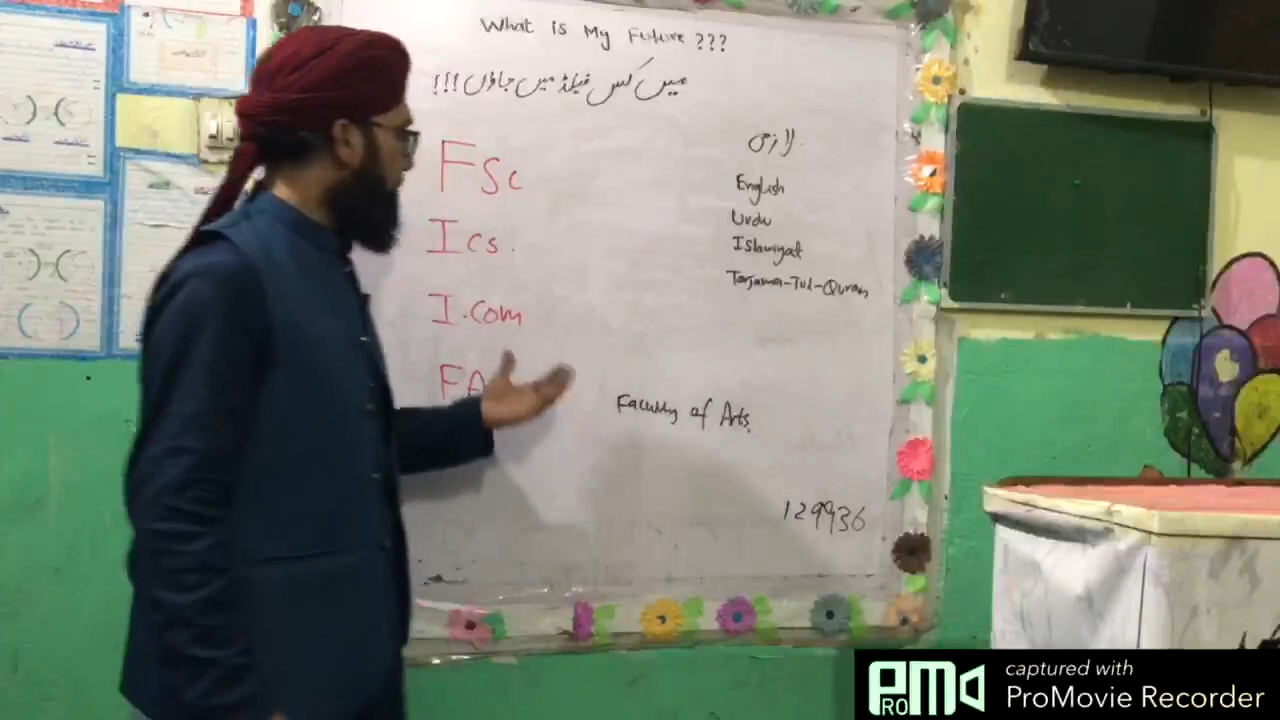 What is My Future ???
میں کس فیلڈ میں جاؤں !!!
FSc
Ics.
I.com
FA
لازمی
English
Urdu
Islamiyat
Tarjama-Tul-Quran
Faculty of Arts.
129936
PROM
captured with
ProMovie Recorder